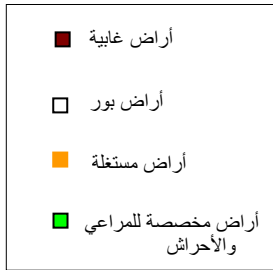 أراض غابية
أراض بور
أراض مستغلة
أراض مخصصة للمراعي
والأحراش